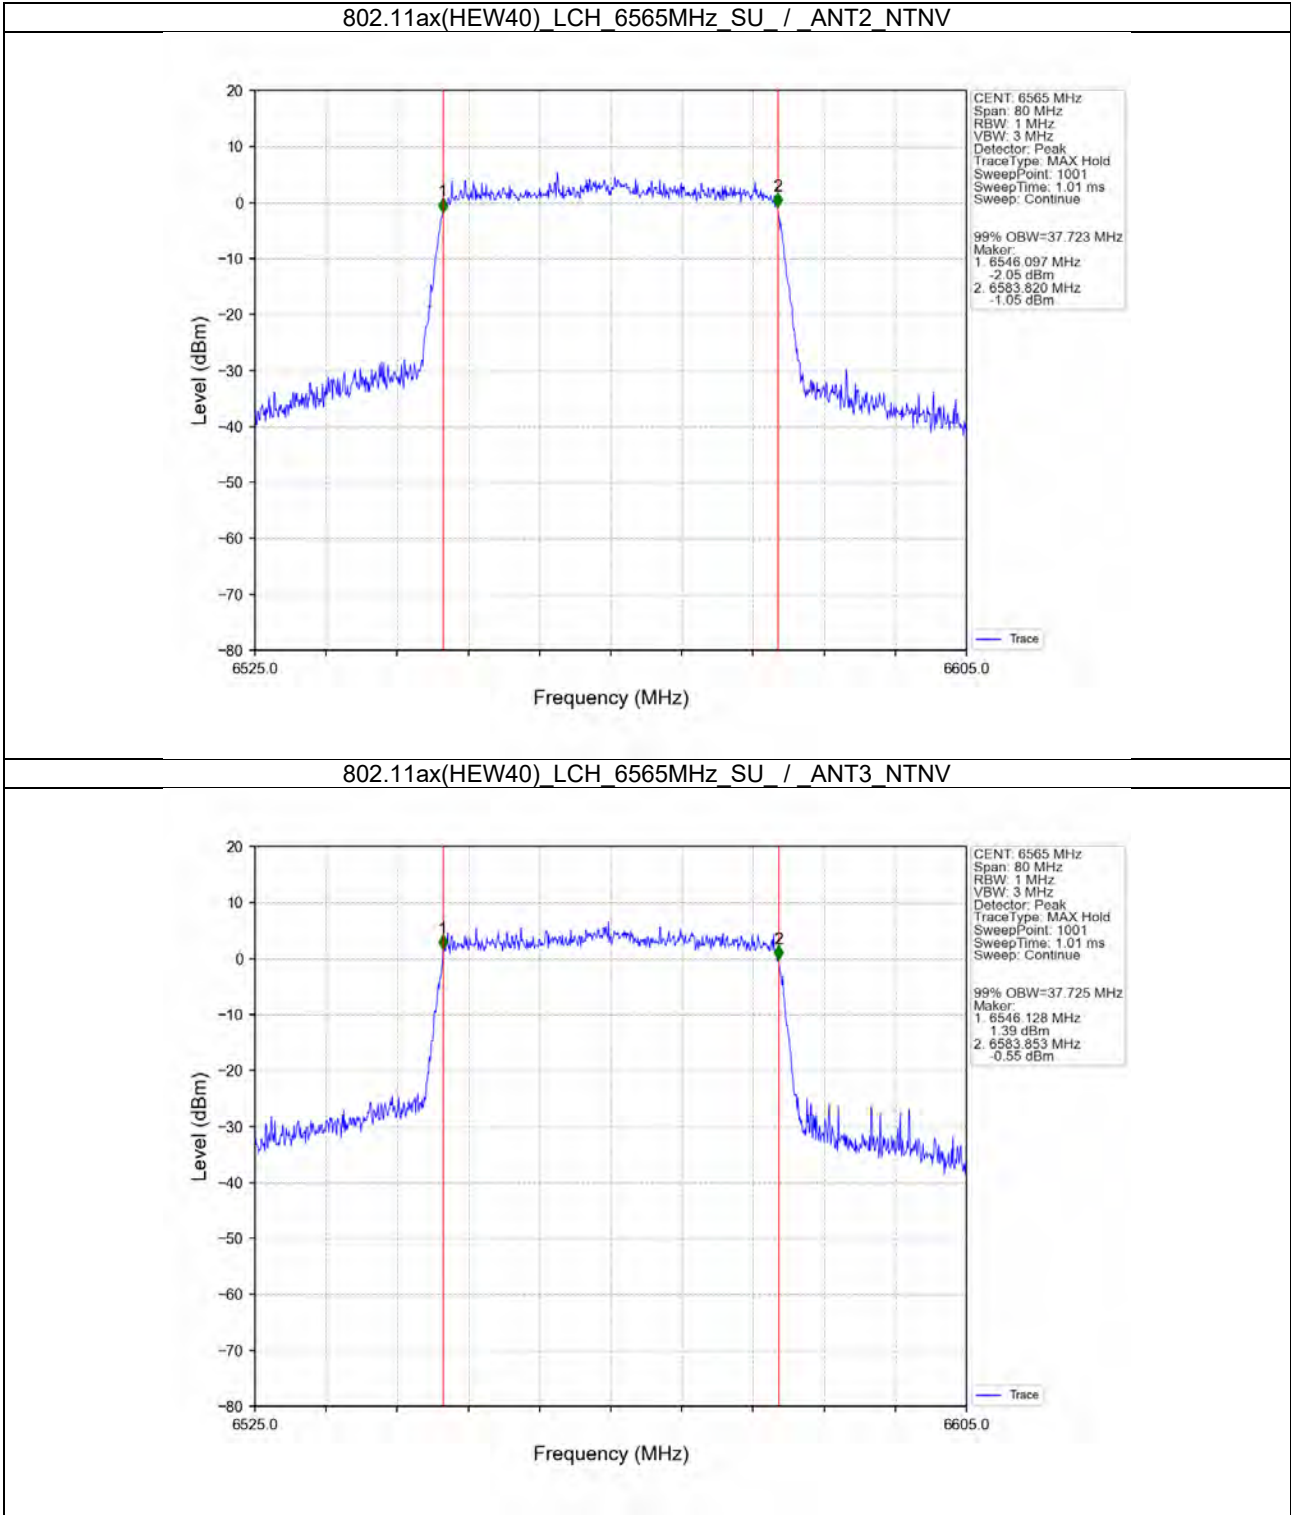 802.11ax(HEW40)_LCH_6565MHz_SU_ / _ANT2_NTNV
CENT: 6565 MHz
Span: 80 MHz
RBW: 1 MHz
VBW: 3 MHz
Detector: Peak
TraceType: MAX Hold
SweepPoint: 1001
SweepTime: 1.01 ms
Sweep: Continue
99% OBW=37.723 MHz
Maker:
1. 6546.097 MHz
-2.05 dBm
2. 6583.820 MHz
-1.05 dBm
20
10
0
−10
−20
−30
−40
−50
−60
−70
−80
Level (dBm)
1
2
Trace
6525.0
6605.0
Frequency (MHz)
802.11ax(HEW40)_LCH_6565MHz_SU_ / _ANT3_NTNV
CENT: 6565 MHz
Span: 80 MHz
RBW: 1 MHz
VBW: 3 MHz
Detector: Peak
TraceType: MAX Hold
SweepPoint: 1001
SweepTime: 1.01 ms
Sweep: Continue
99% OBW=37.725 MHz
Maker:
1. 6546.128 MHz
1.39 dBm
2. 6583.853 MHz
-0.55 dBm
20
10
0
−10
−20
−30
−40
−50
−60
−70
−80
Level (dBm)
1
2
Trace
6525.0
6605.0
Frequency (MHz)